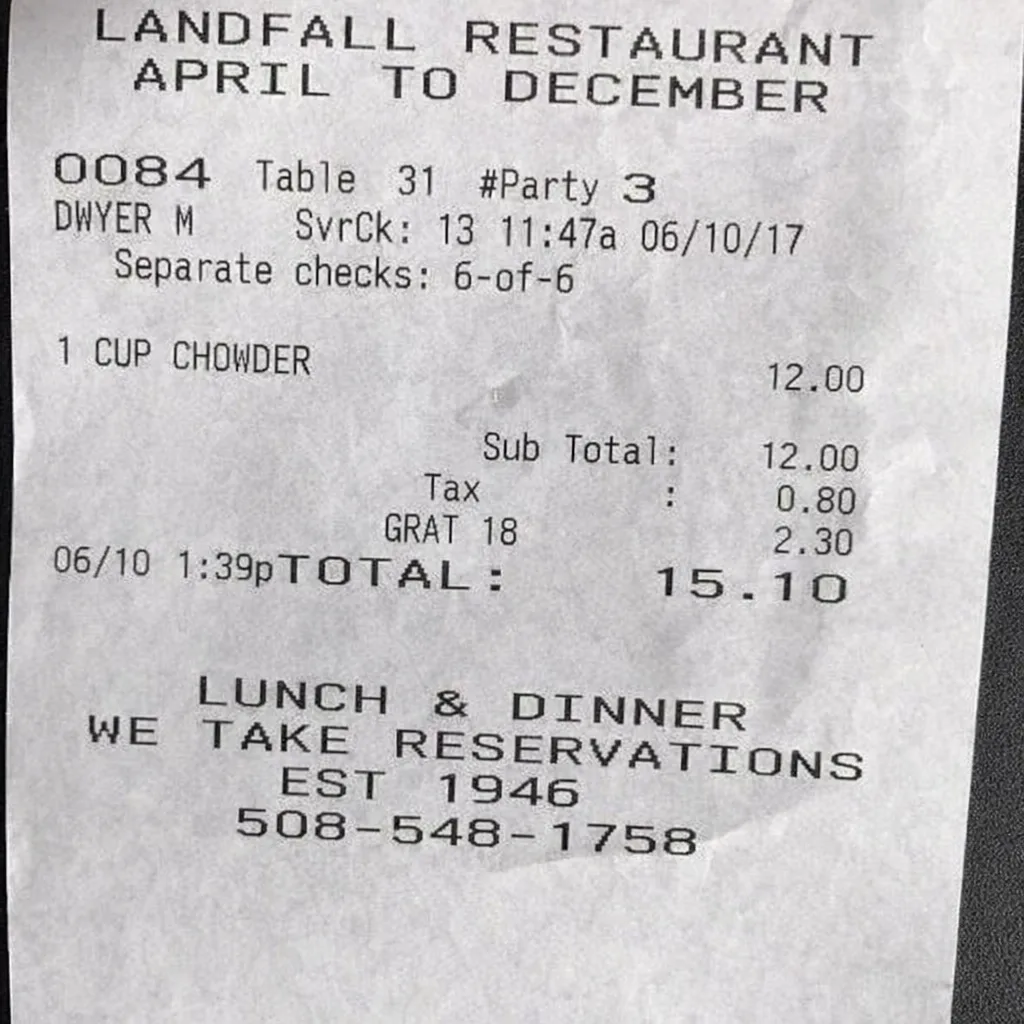 LANDFALL RESTAURANT
APRIL TO DECEMBER
0084 Table 31 #Party 3
DWYER M SvrCk: 13 11:47a 06/10/17
Separate checks: 6-of-6
1 CUP CHOWDER 12.00
Sub Total: 12.00
Tax : 0.80
GRAT 18 2.30
06/10 1:39pTOTAL: 15.10
LUNCH & DINNER
WE TAKE RESERVATIONS
EST 1946
508-548-1758